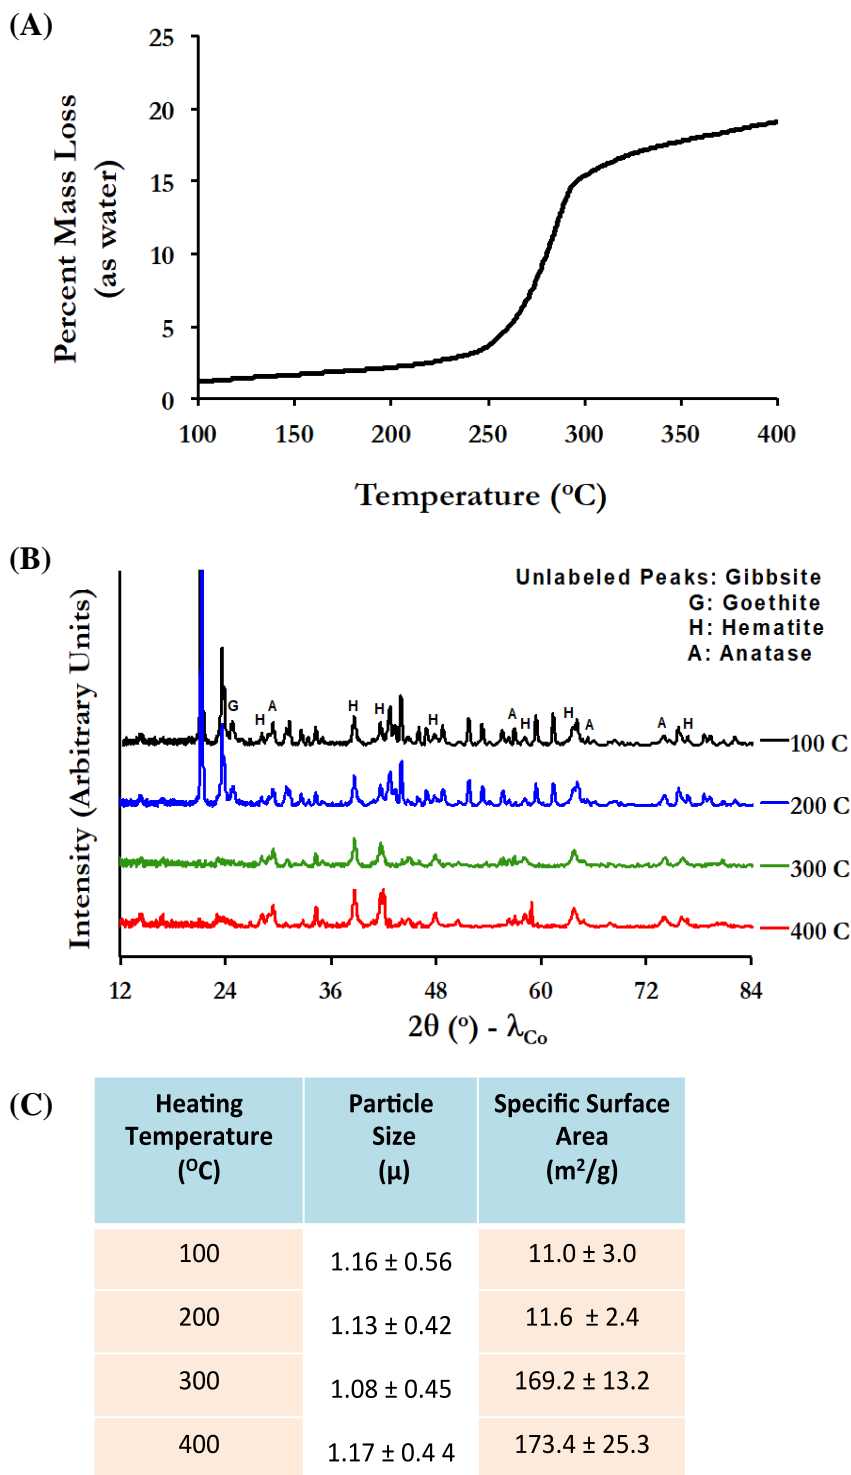 (A)
25
20
15
10
5
0
Percent Mass Loss
(as water)
100 150 200 250 300 350 400
Temperature (°C)
(B)
Intensity (Arbitrary Units)
Unlabeled Peaks: Gibbsite
G: Goethite
H: Hematite
A: Anatase
G H A H H H A H H A A H
100 C
200 C
300 C
400 C
12 24 36 48 60 72 84
2θ (°) - λCo
(C)
Heating Temperature (°C) Particle Size (μ) Specific Surface Area (m²/g)
100 1.16 ± 0.56 11.0 ± 3.0
200 1.13 ± 0.42 11.6 ± 2.4
300 1.08 ± 0.45 169.2 ± 13.2
400 1.17 ± 0.4 4 173.4 ± 25.3